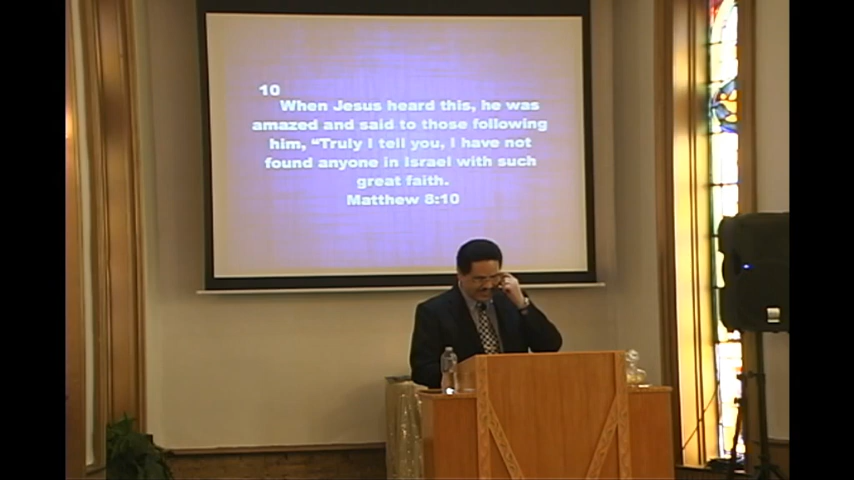 10
When Jesus heard this, he was
amazed and said to those following
him, “Truly I tell you, I have not
found anyone in Israel with such
great faith.
Matthew 8:10